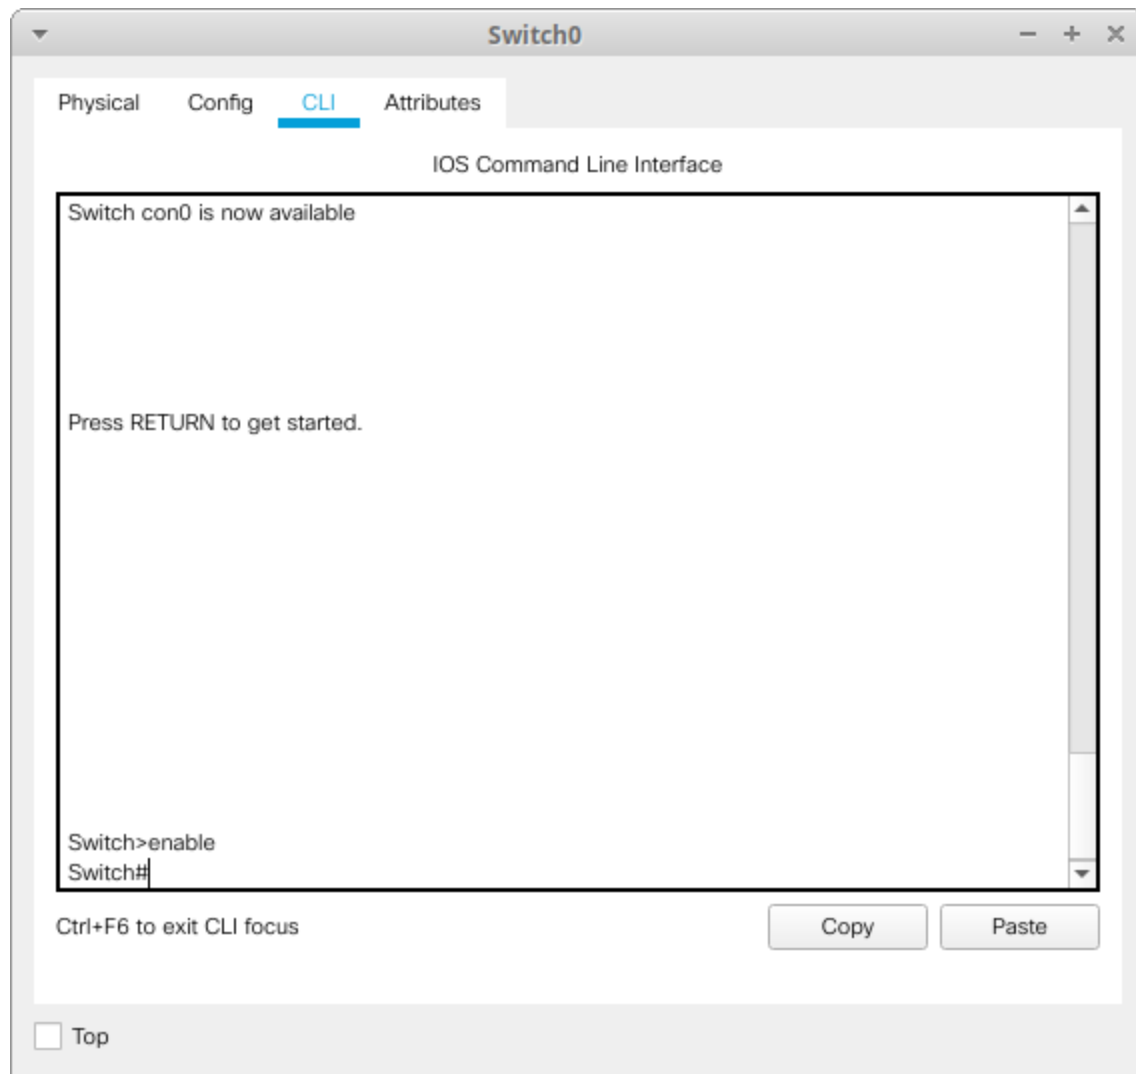 Switch0
Physical Config CLI Attributes
IOS Command Line Interface
Switch con0 is now available
Press RETURN to get started.
Switch>enable
Switch#
Ctrl+F6 to exit CLI focus
Copy Paste
Top